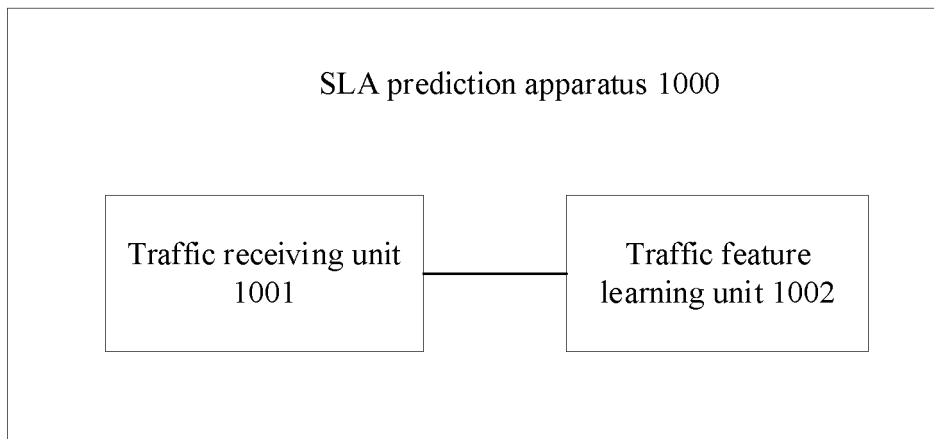 SLA prediction apparatus 1000
Traffic receiving unit
1001
Traffic feature
learning unit 1002